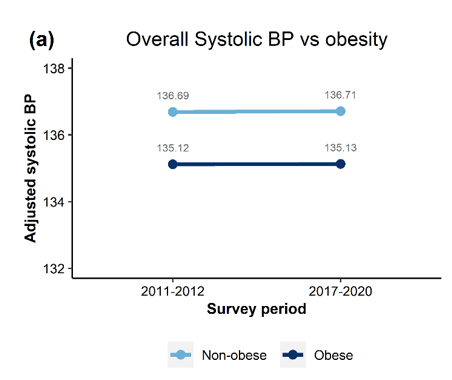 (a) Overall Systolic BP vs obesity
138
136
134
132
Adjusted systolic BP
136.69
136.71
135.12
135.13
2011-2012
2017-2020
Survey period
Non-obese
Obese